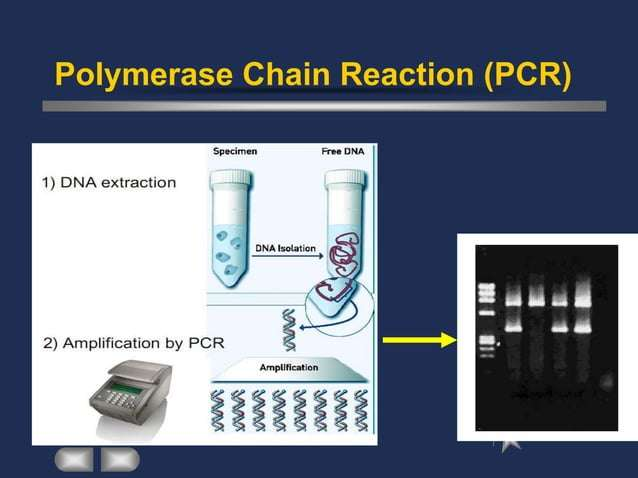 Polymerase Chain Reaction (PCR)
Specimen
Free DNA
1) DNA extraction
DNA Isolation
2) Amplification by PCR
Amplification